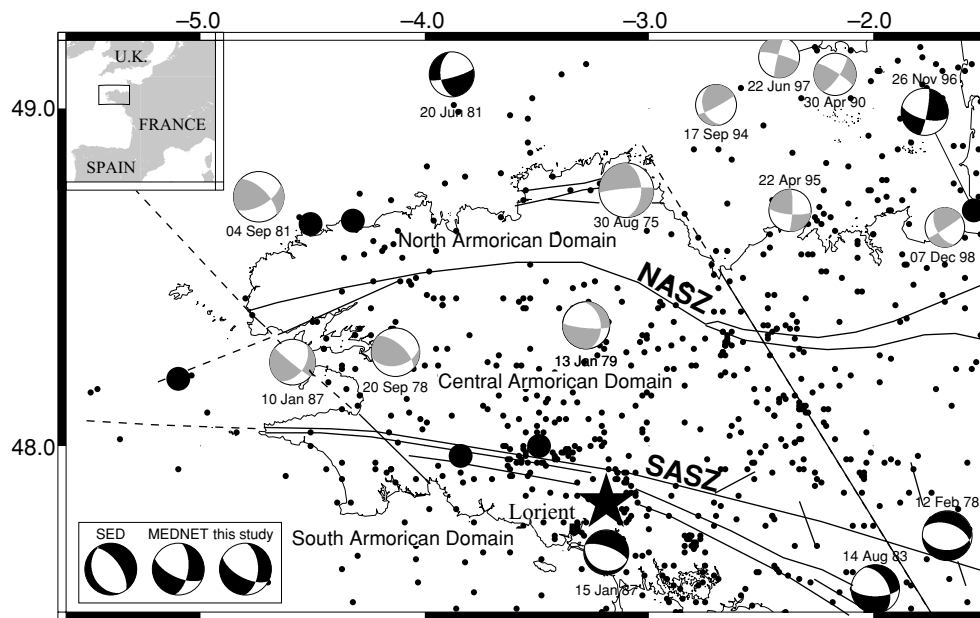 −5.0 −4.0 −3.0 −2.0
49.0
48.0
U.K.
FRANCE
SPAIN
20 Jun 81
22 Jun 97
30 Apr 90
26 Nov 96
17 Sep 94
22 Apr 95
04 Sep 81
30 Aug 75
07 Dec 98
North Armorican Domain
NASZ
13 Jan 79
20 Sep 78
10 Jan 87
Central Armorican Domain
SASZ
Lorient
South Armorican Domain
12 Feb 78
14 Aug 83
15 Jan 87
SED MEDNET this study